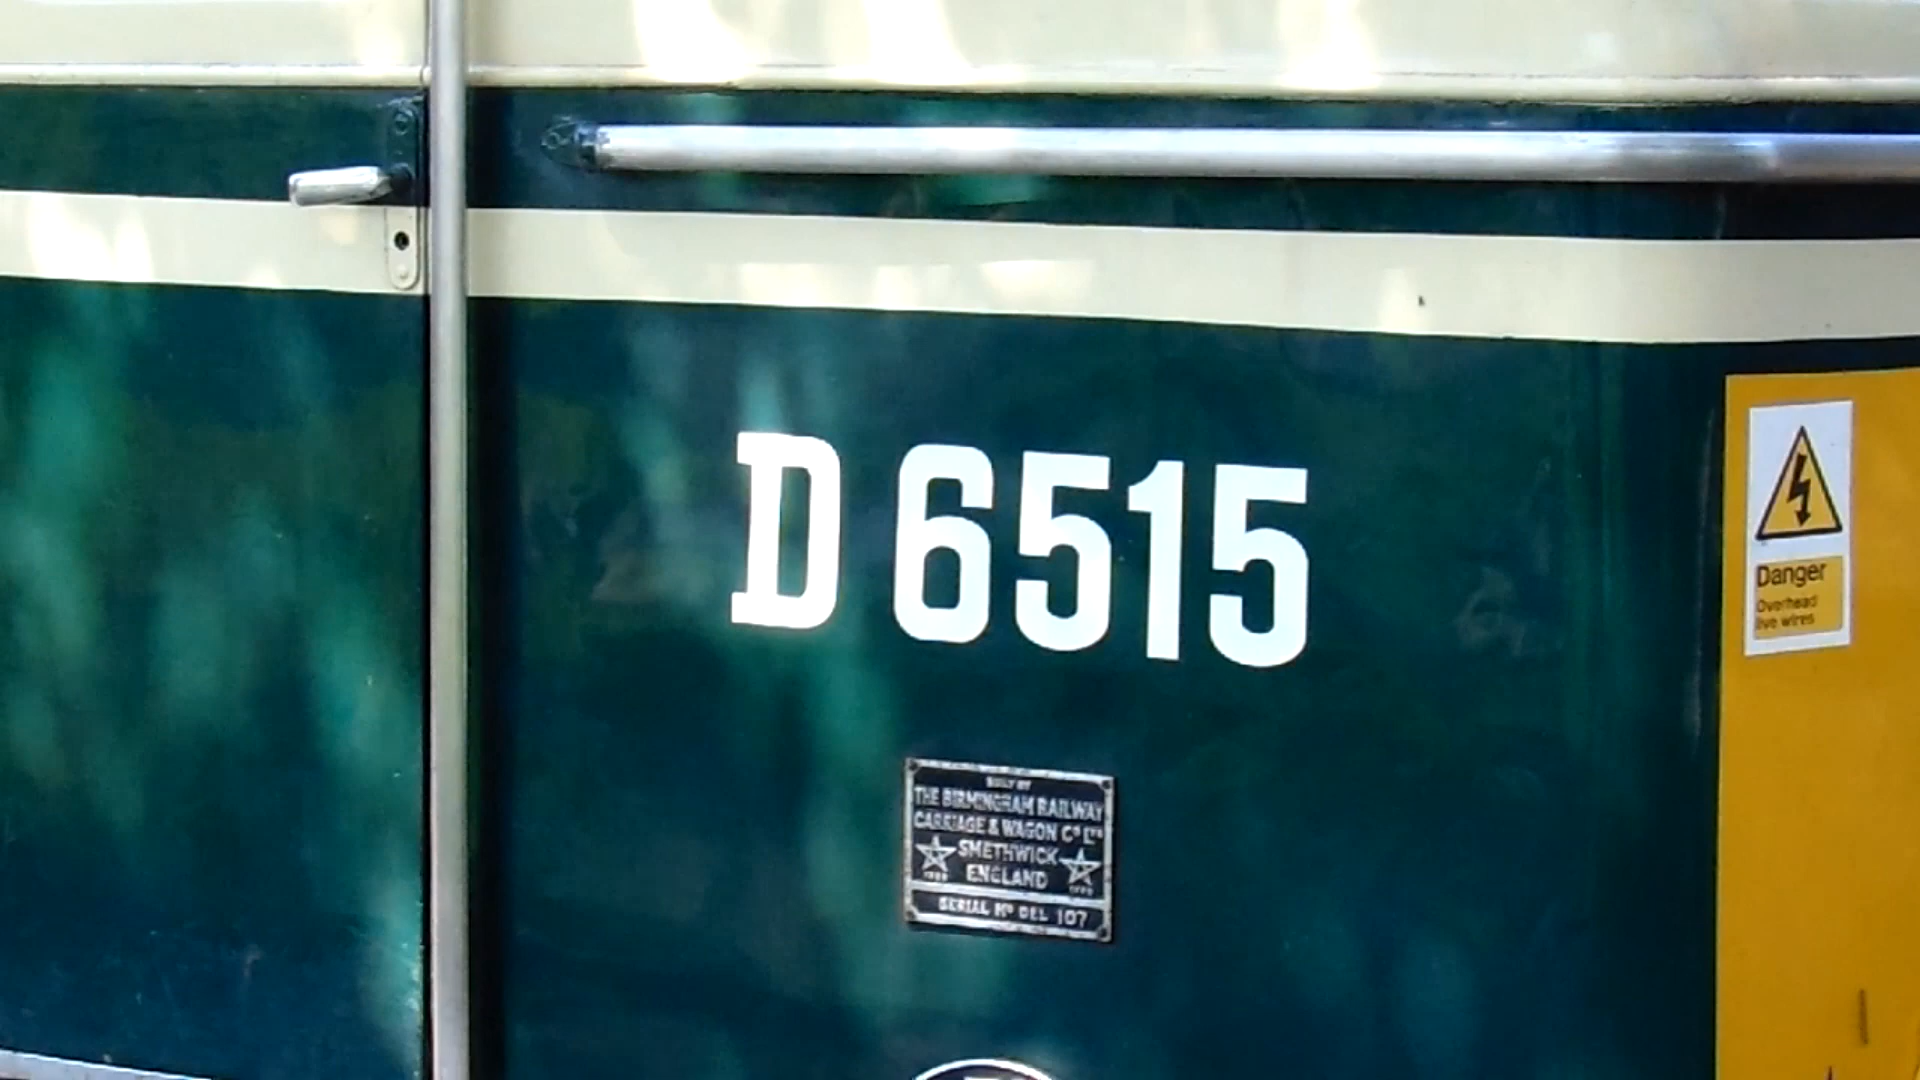 D 6515
Danger
Overhead
live wires
BUILT BY
THE BIRMINGHAM RAILWAY
CARRIAGE & WAGON Cº Lᵀᴰ
SMETHWICK
ENGLAND
SERIAL Nº DEL 107